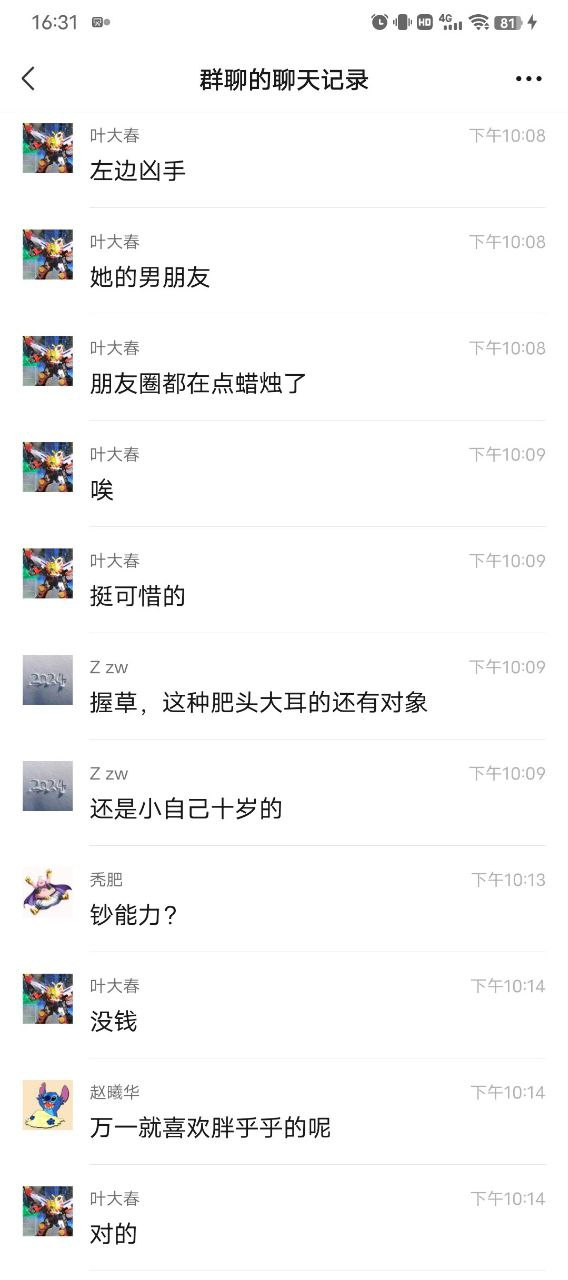 16:31
HD 4G 81
群聊的聊天记录
叶大春 下午10:08
左边凶手
叶大春 下午10:08
她的男朋友
叶大春 下午10:08
朋友圈都在点蜡烛了
叶大春 下午10:09
唉
叶大春 下午10:09
挺可惜的
Z zw 下午10:09
握草，这种肥头大耳的还有对象
Z zw 下午10:09
还是小自己十岁的
秃肥 下午10:13
钞能力？
叶大春 下午10:14
没钱
赵曦华 下午10:14
万一就喜欢胖乎乎的呢
叶大春 下午10:14
对的
2024
2024